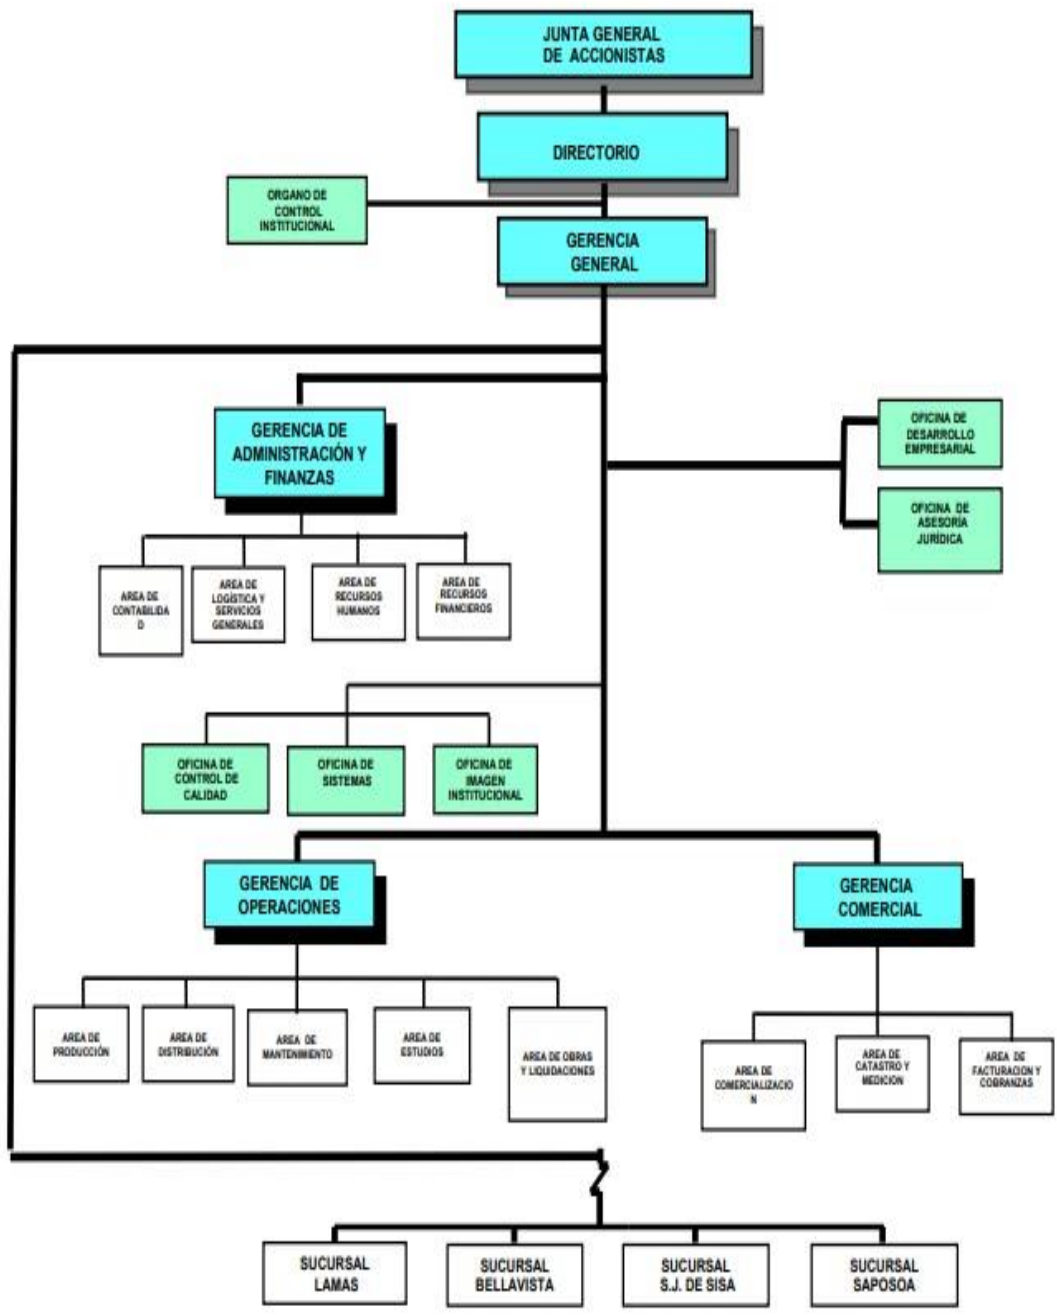 JUNTA GENERAL
DE ACCIONISTAS
DIRECTORIO
ORGANO DE
CONTROL
INSTITUCIONAL
GERENCIA
GENERAL
GERENCIA DE
ADMINISTRACIÓN Y
FINANZAS
OFICINA DE
DESARROLLO
EMPRESARIAL
OFICINA DE
ASESORÍA
JURÍDICA
AREA DE
CONTABILIDA
D
AREA DE
LOGÍSTICA Y
SERVICIOS
GENERALES
AREA DE
RECURSOS
HUMANOS
AREA DE
RECURSOS
FINANCIEROS
OFICINA DE
CONTROL DE
CALIDAD
OFICINA DE
SISTEMAS
OFICINA DE
IMAGEN
INSTITUCIONAL
GERENCIA DE
OPERACIONES
GERENCIA
COMERCIAL
AREA DE
PRODUCCIÓN
AREA DE
DISTRIBUCIÓN
AREA DE
MANTENIMIENTO
AREA DE
ESTUDIOS
AREA DE OBRAS
Y LIQUIDACIONES
AREA DE
COMERCIALIZACIO
N
AREA DE
CATASTRO Y
MEDICION
AREA DE
FACTURACION Y
COBRANZAS
SUCURSAL
LAMAS
SUCURSAL
BELLAVISTA
SUCURSAL
S.J. DE SISA
SUCURSAL
SAPOSOA